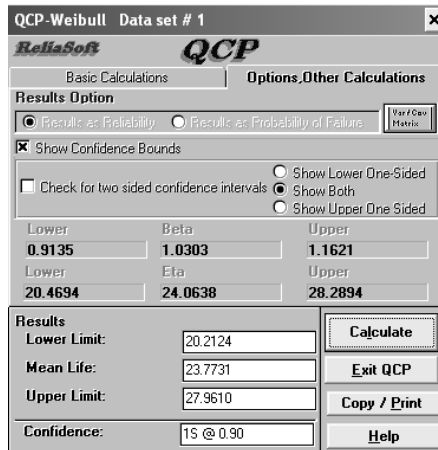 QCP-Weibull Data set # 1
ReliaSoft QCP
Basic Calculations Options,Other Calculations
Results Option
Results as Reliability Results as Probability of Failure Var/Cov
Matrix
Show Confidence Bounds
Show Lower One-Sided
Check for two sided confidence intervals Show Both
Show Upper One Sided
Lower Beta Upper
0.9135 1.0303 1.1621
Lower Eta Upper
20.4694 24.0638 28.2894
Results
Lower Limit: 20.2124 Calculate
Mean Life: 23.7731 Exit QCP
Upper Limit: 27.9610 Copy / Print
Confidence: 1S @ 0.90 Help